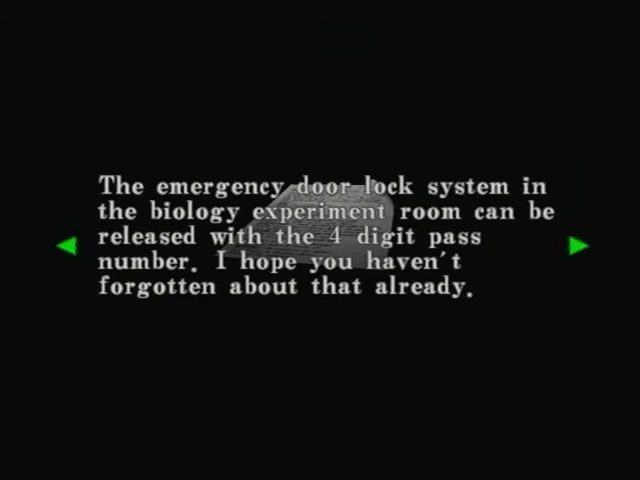 The emergency door lock system in
the biology experiment room can be
released with the 4 digit pass
number. I hope you haven't
forgotten about that already.